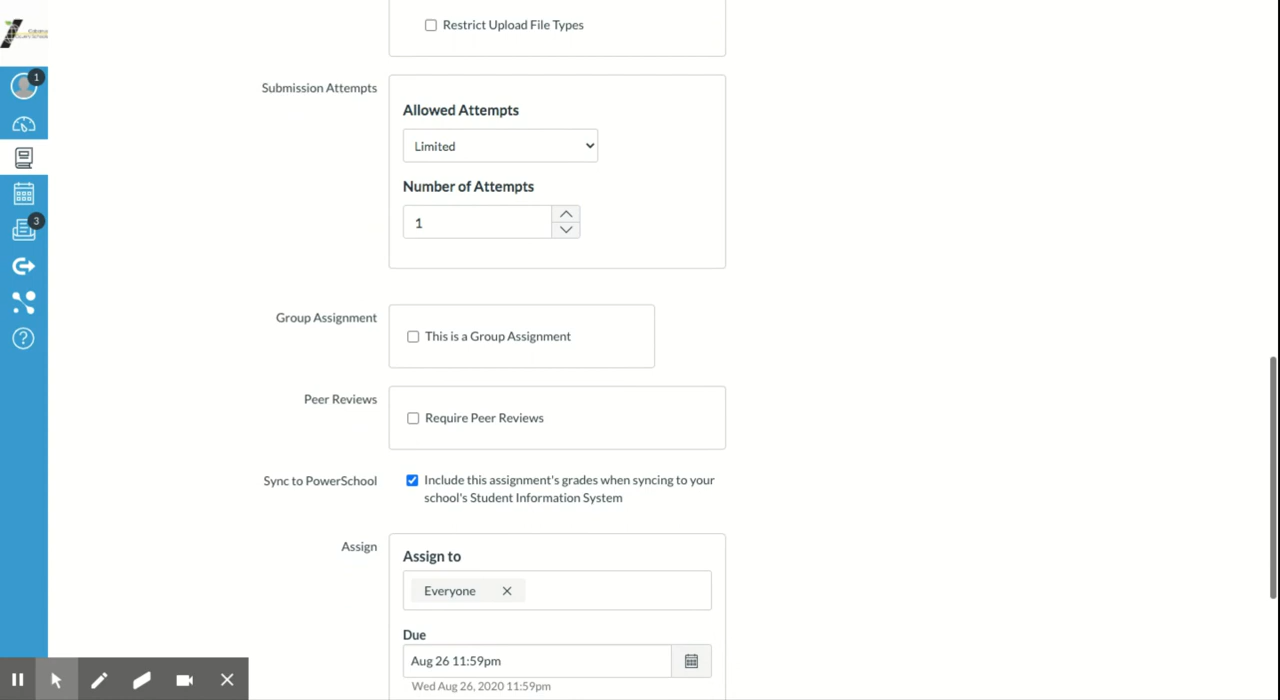 Restrict Upload File Types
1
Submission Attempts
Allowed Attempts
Limited
Number of Attempts
1
3
Group Assignment
This is a Group Assignment
Peer Reviews
Require Peer Reviews
Sync to PowerSchool
Include this assignment's grades when syncing to your
school's Student Information System
Assign
Assign to
Everyone
Due
Aug 26 11:59pm
Wed Aug 26, 2020 11:59pm